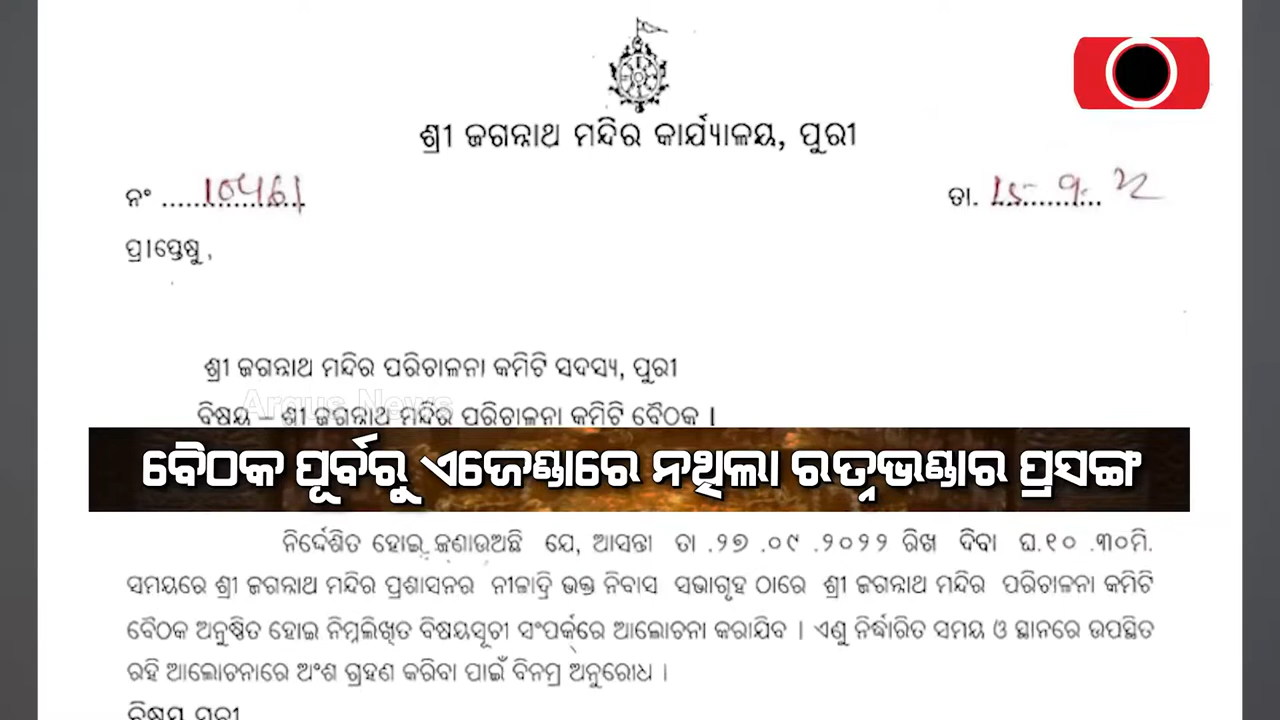 ଶ୍ରୀ ଜଗନ୍ନାଥ ମନ୍ଦିର କାର୍ଯ୍ୟାଳୟ, ପୁରୀ
ନଂ ..................
ତା. 15- 9. 22
ପ୍ରାପ୍ତେଷୁ,
ଶ୍ରୀ ଜଗନ୍ନାଥ ମନ୍ଦିର ପରିଚାଳନା କମିଟି ସଦସ୍ୟ, ପୁରୀ
Argus News
ବିଷୟ – ଶ୍ରୀ ଜଗନ୍ନାଥ ମନ୍ଦିର ପରିଚାଳନା କମିଟି ବୈଠକ ।
ବୈଠକ ପୂର୍ବରୁ ଏଜେଣ୍ଡାରେ ନଥିଲା ରତ୍ନଭଣ୍ଡାର ପ୍ରସଙ୍ଗ
ନିର୍ଦ୍ଦେଶିତ ହୋଇ ଜଣାଉଅଛି ଯେ, ଆସନ୍ତା ତା .୨୭ .୦୯ .୨୦୨୨ ରିଖ ଦିବା ଘ.୧୦ .୩୦ମି.
ସମୟରେ ଶ୍ରୀ ଜଗନ୍ନାଥ ମନ୍ଦିର ପ୍ରଶାସନର ନୀଳାଦ୍ରି ଭକ୍ତ ନିବାସ ସଭାଗୃହ ଠାରେ ଶ୍ରୀ ଜଗନ୍ନାଥ ମନ୍ଦିର ପରିଚାଳନା କମିଟି
ବୈଠକ ଅନୁଷ୍ଠିତ ହୋଇ ନିମ୍ନଲିଖିତ ବିଷୟସୂଚୀ ସଂପର୍କରେ ଆଲୋଚନା କରାଯିବ । ଏଣୁ ନିର୍ଦ୍ଧାରିତ ସମୟ ଓ ସ୍ଥାନରେ ଉପସ୍ଥିତ
ରହି ଆଲୋଚନାରେ ଅଂଶ ଗ୍ରହଣ କରିବା ପାଇଁ ବିନମ୍ର ଅନୁରୋଧ ।